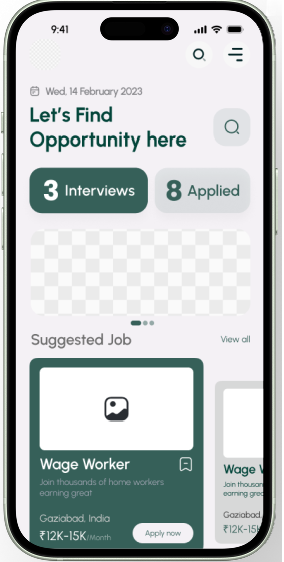 9:41
Wed, 14 February 2023
Let's Find
Opportunity here
3 Interviews
8 Applied
Suggested Job
View all
Wage Worker
Join thousands of home workers
earning great
Gaziabad, India
₹12K-15K/Month
Apply now
Wage W
Join thousands
earning great
Gaziabad,
₹12K-15K